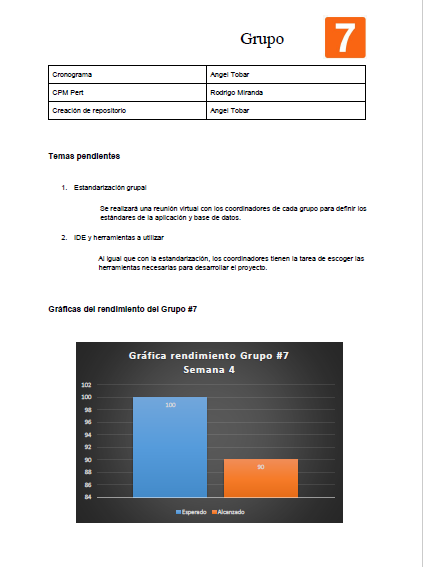 Grupo 7
Cronograma Angel Tobar
CPM Pert Rodrigo Miranda
Creación de repositorio Angel Tobar
Temas pendientes
1. Estandarización grupal
Se realizará una reunión virtual con los coordinadores de cada grupo para definir los
estándares de la aplicación y base de datos.
2. IDE y herramientas a utilizar
Al igual que con la estandarización, los coordinadores tienen la tarea de escoger las
herramientas necesarias para desarrollar el proyecto.
Gráficas del rendimiento del Grupo #7
Gráfica rendimiento Grupo #7
Semana 4
102
100
98
96
94
92
90
88
86
84
100
90
Esperado Alcanzado